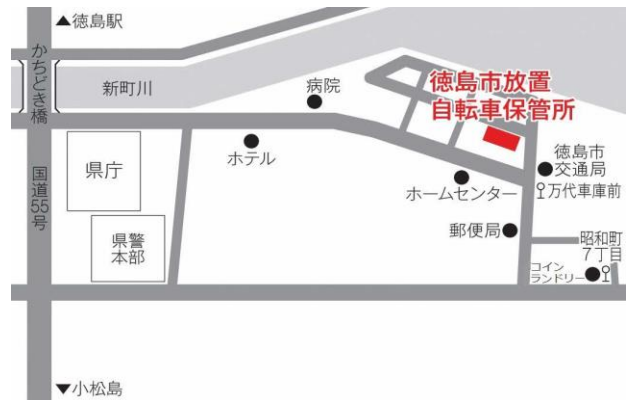 ▲徳島駅
かちどき橋
新町川
病院
徳島市放置
自転車保管所
国道55号
県庁
ホテル
徳島市
交通局
ホームセンター
万代車庫前
県警
本部
郵便局
昭和町
7丁目
コイン
ランドリー
▼小松島